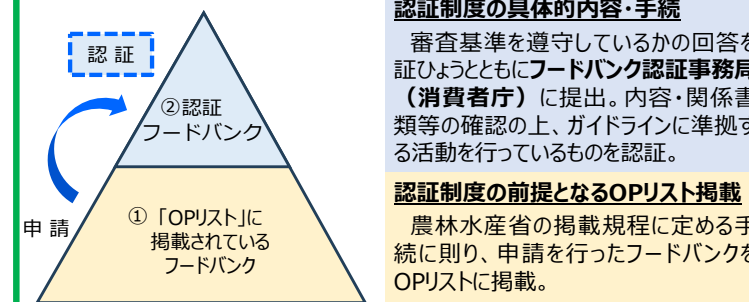 認 証
②認証
フードバンク
申 請
① 「OPリスト」に
掲載されている
フードバンク
認証制度の具体的内容・手続
審査基準を遵守しているかの回答を
証ひょうとともにフードバンク認証事務局
（消費者庁）に提出。内容・関係書
類等の確認の上、ガイドラインに準拠す
る活動を行っているものを認証。
認証制度の前提となるOPリスト掲載
農林水産省の掲載規程に定める手
続に則り、申請を行ったフードバンクを
OPリストに掲載。